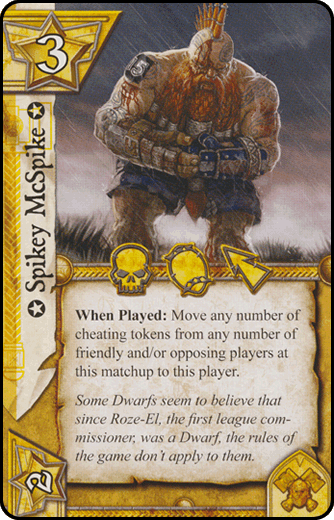 3
✪ Spikey McSpike ✪
When Played: Move any number of
cheating tokens from any number of
friendly and/or opposing players at
this matchup to this player.
Some Dwarfs seem to believe that
since Roze-El, the first league com-
missioner, was a Dwarf, the rules of
the game don't apply to them.
2